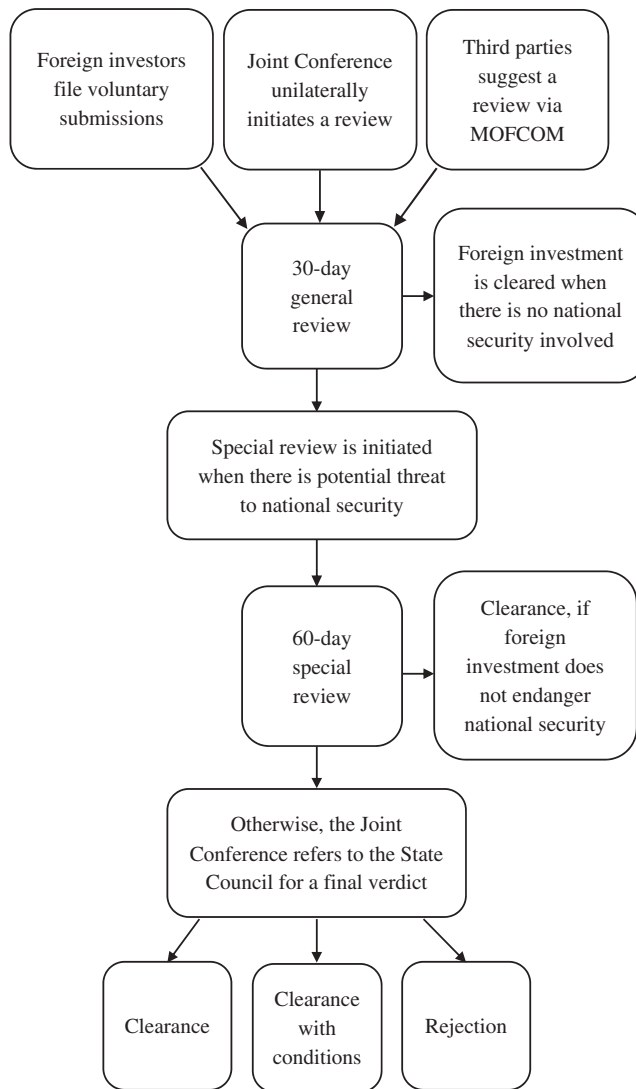 Foreign investors
file voluntary
submissions
Joint Conference
unilaterally
initiates a review
Third parties
suggest a
review via
MOFCOM
30-day
general
review
Foreign investment
is cleared when
there is no national
security involved
Special review is initiated
when there is potential threat
to national security
60-day
special
review
Clearance, if
foreign
investment does
not endanger
national security
Otherwise, the Joint
Conference refers to the State
Council for a final verdict
Clearance
Clearance
with
conditions
Rejection